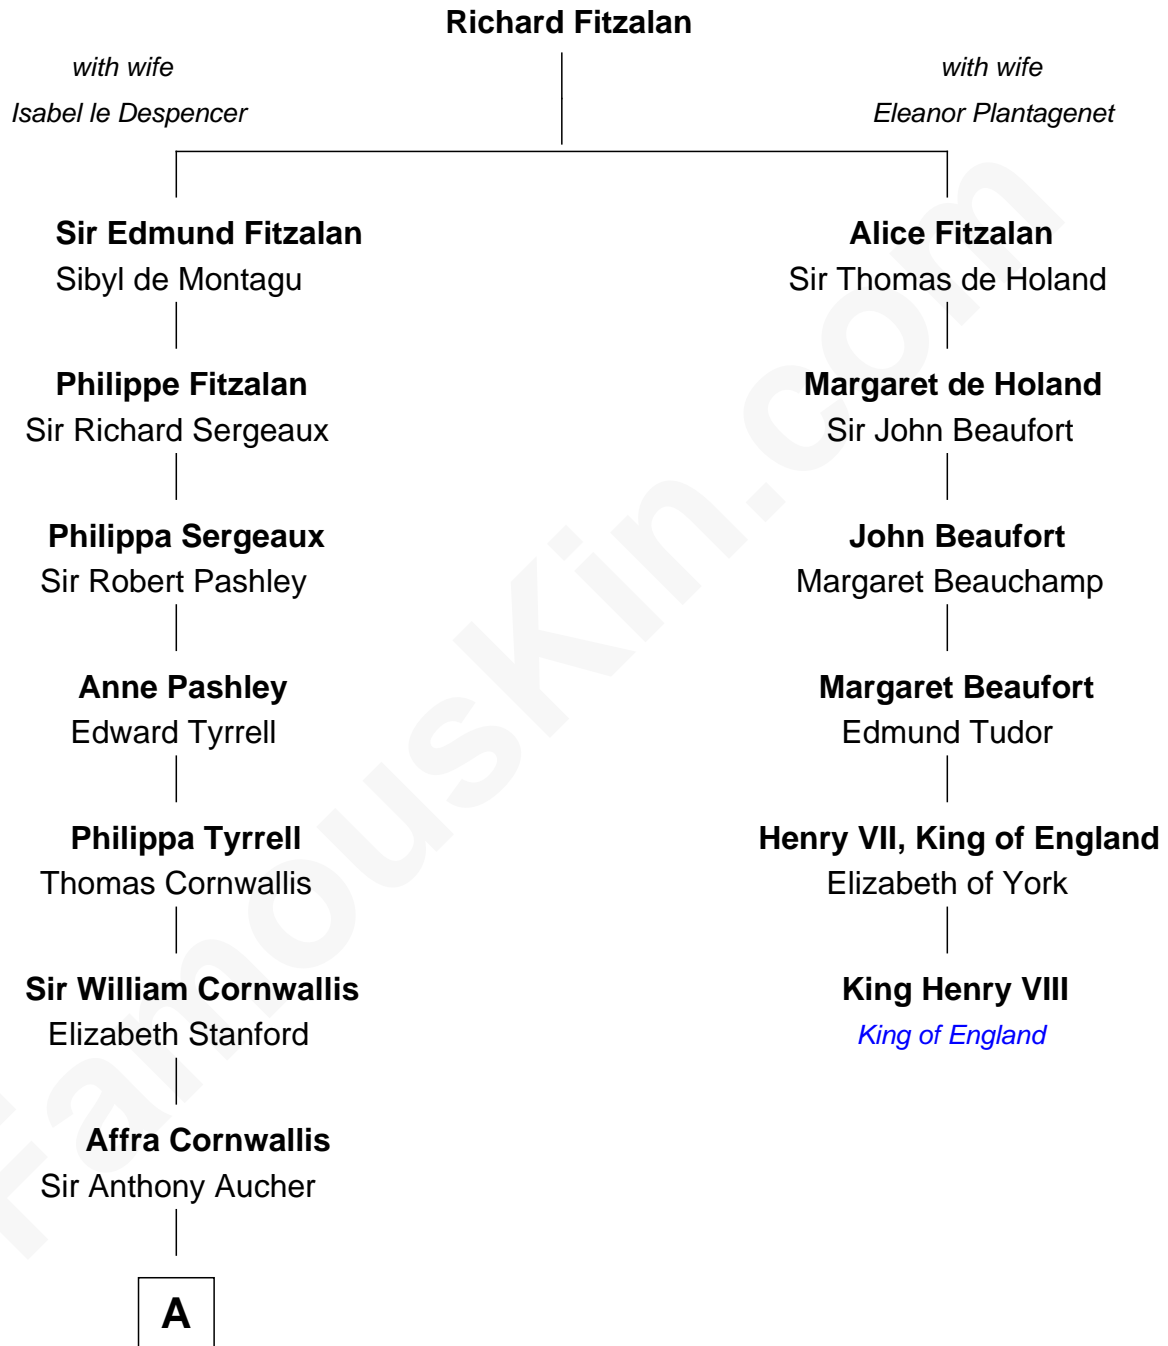 Richard Fitzalan
with wife
Isabel le Despencer
with wife
Eleanor Plantagenet
Sir Edmund Fitzalan
Sibyl de Montagu
Alice Fitzalan
Sir Thomas de Holand
Philippe Fitzalan
Sir Richard Sergeaux
Margaret de Holand
Sir John Beaufort
Philippa Sergeaux
Sir Robert Pashley
John Beaufort
Margaret Beauchamp
Anne Pashley
Edward Tyrrell
Margaret Beaufort
Edmund Tudor
Philippa Tyrrell
Thomas Cornwallis
Henry VII, King of England
Elizabeth of York
Sir William Cornwallis
Elizabeth Stanford
King Henry VIII
King of England
Affra Cornwallis
Sir Anthony Aucher
A
FamousKin.com